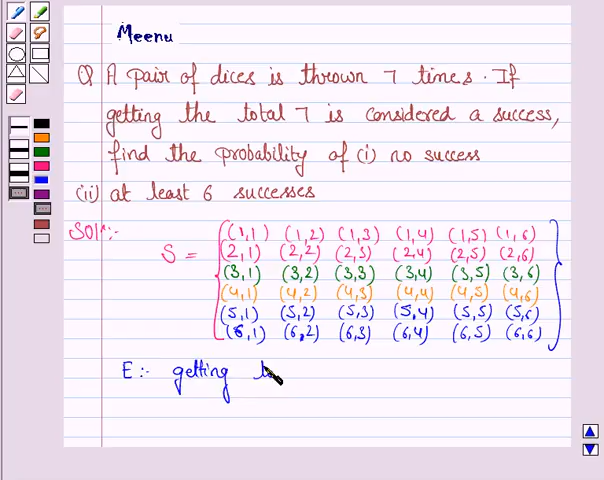 Meenu
Q A pair of dices is thrown 7 times. If
getting the total 7 is considered a success,
find the probability of (i) no success
(ii) at least 6 successes
Sol:-
S = { (1,1) (1,2) (1,3) (1,4) (1,5) (1,6)
(2,1) (2,2) (2,3) (2,4) (2,5) (2,6)
(3,1) (3,2) (3,3) (3,4) (3,5) (3,6)
(4,1) (4,2) (4,3) (4,4) (4,5) (4,6)
(5,1) (5,2) (5,3) (5,4) (5,5) (5,6)
(6,1) (6,2) (6,3) (6,4) (6,5) (6,6) }
E:- getting